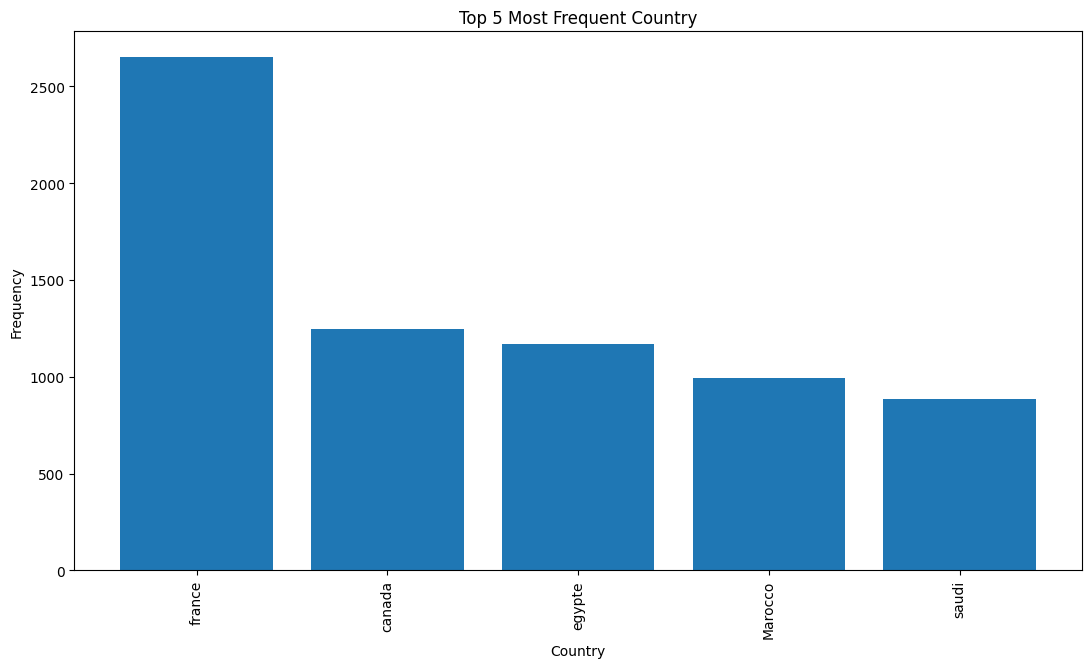 Top 5 Most Frequent Country
Frequency
2500
2000
1500
1000
500
0
france
canada
egypte
Marocco
saudi
Country